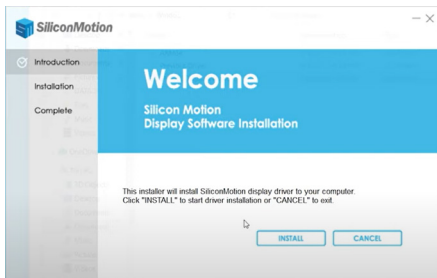 SiliconMotion
Introduction
Installation
Complete
Welcome
Silicon Motion
Display Software Installation
This installer will install SiliconMotion display driver to your computer.
Click "INSTALL" to start driver installation or "CANCEL" to exit.
INSTALL
CANCEL